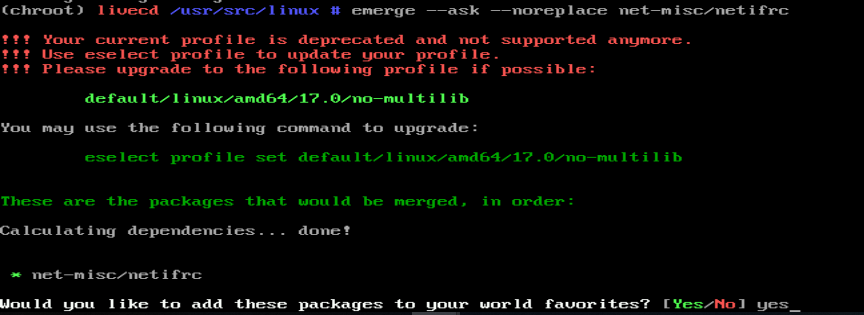 (chroot) livecd /usr/src/linux # emerge --ask --noreplace net-misc/netifrc
!!! Your current profile is deprecated and not supported anymore.
!!! Use eselect profile to update your profile.
!!! Please upgrade to the following profile if possible:
default/linux/amd64/17.0/no-multilib
You may use the following command to upgrade:
eselect profile set default/linux/amd64/17.0/no-multilib
These are the packages that would be merged, in order:
Calculating dependencies... done!
* net-misc/netifrc
Would you like to add these packages to your world favorites? [Yes/No] yes_